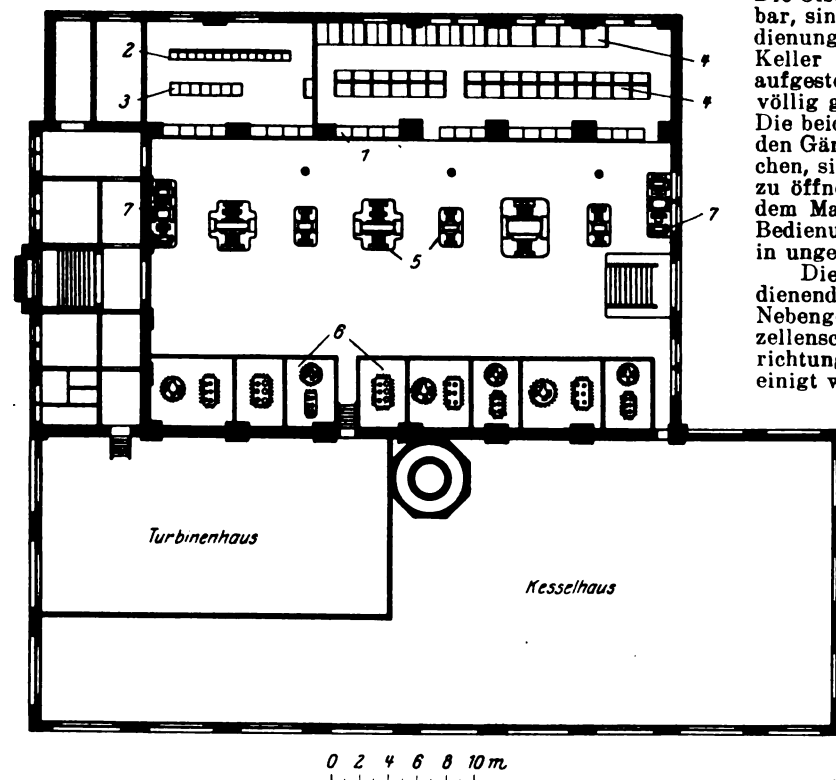 bar, sin
dienung
Keller
aufgeste
völlig g
Die beid
den Gär
chen, si
zu öffne
dem Ma
Bedienu
in unge
Die
dienend
Nebeng
zellensc
richtung
einigt v
2
3
4
4
1
7
7
5
6
Turbinenhaus
Kesselhaus
0 2 4 6 8 10 m